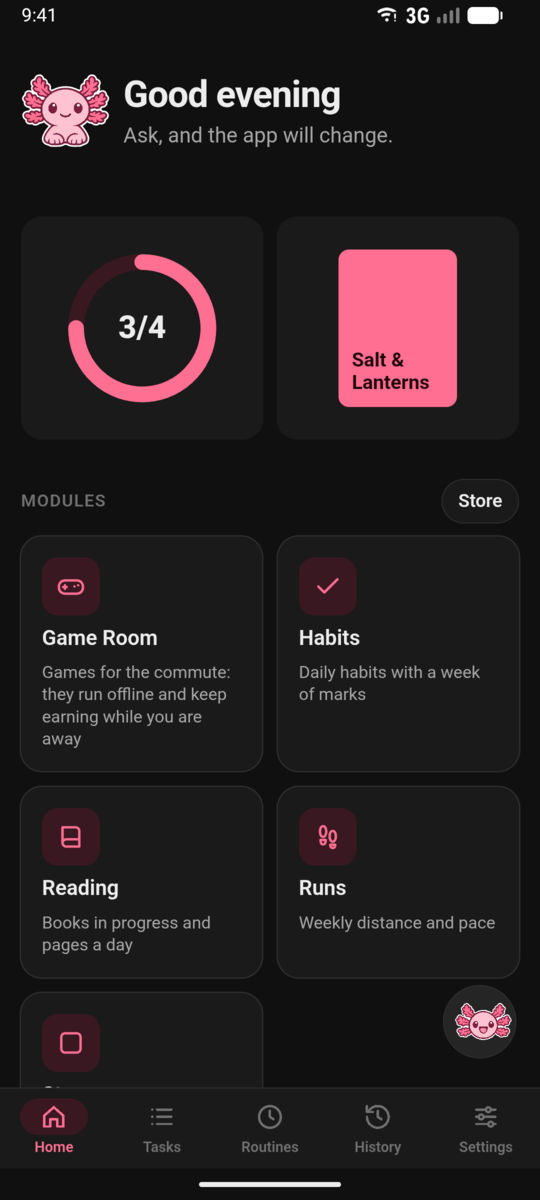 9:41
3G
Good evening
Ask, and the app will change.
3/4
Salt &
Lanterns
MODULES
Store
Game Room
Games for the commute:
they run offline and keep
earning while you are
away
Habits
Daily habits with a week
of marks
Reading
Books in progress and
pages a day
Runs
Weekly distance and pace
Home
Tasks
Routines
History
Settings